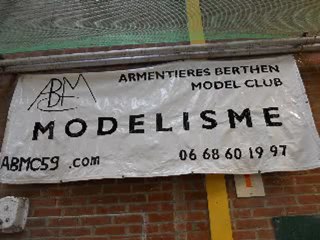 ABM
ARMENTIERES BERTHEN
MODEL CLUB
MODELISME
ABMC59 .com
06 68 60 19 97